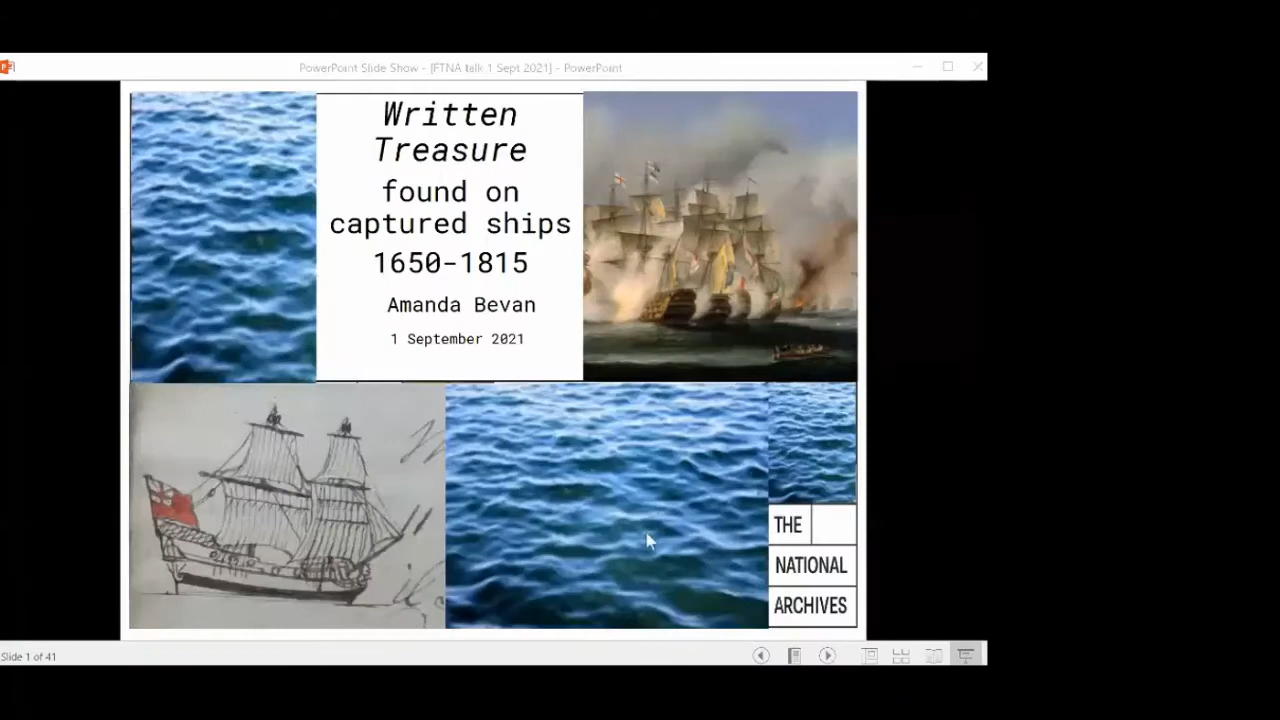 PowerPoint Slide Show - [FTNA talk 1 Sept 2021] - PowerPoint
Written
Treasure
found on
captured ships
1650-1815
Amanda Bevan
1 September 2021
THE
NATIONAL
ARCHIVES
Slide 1 of 41